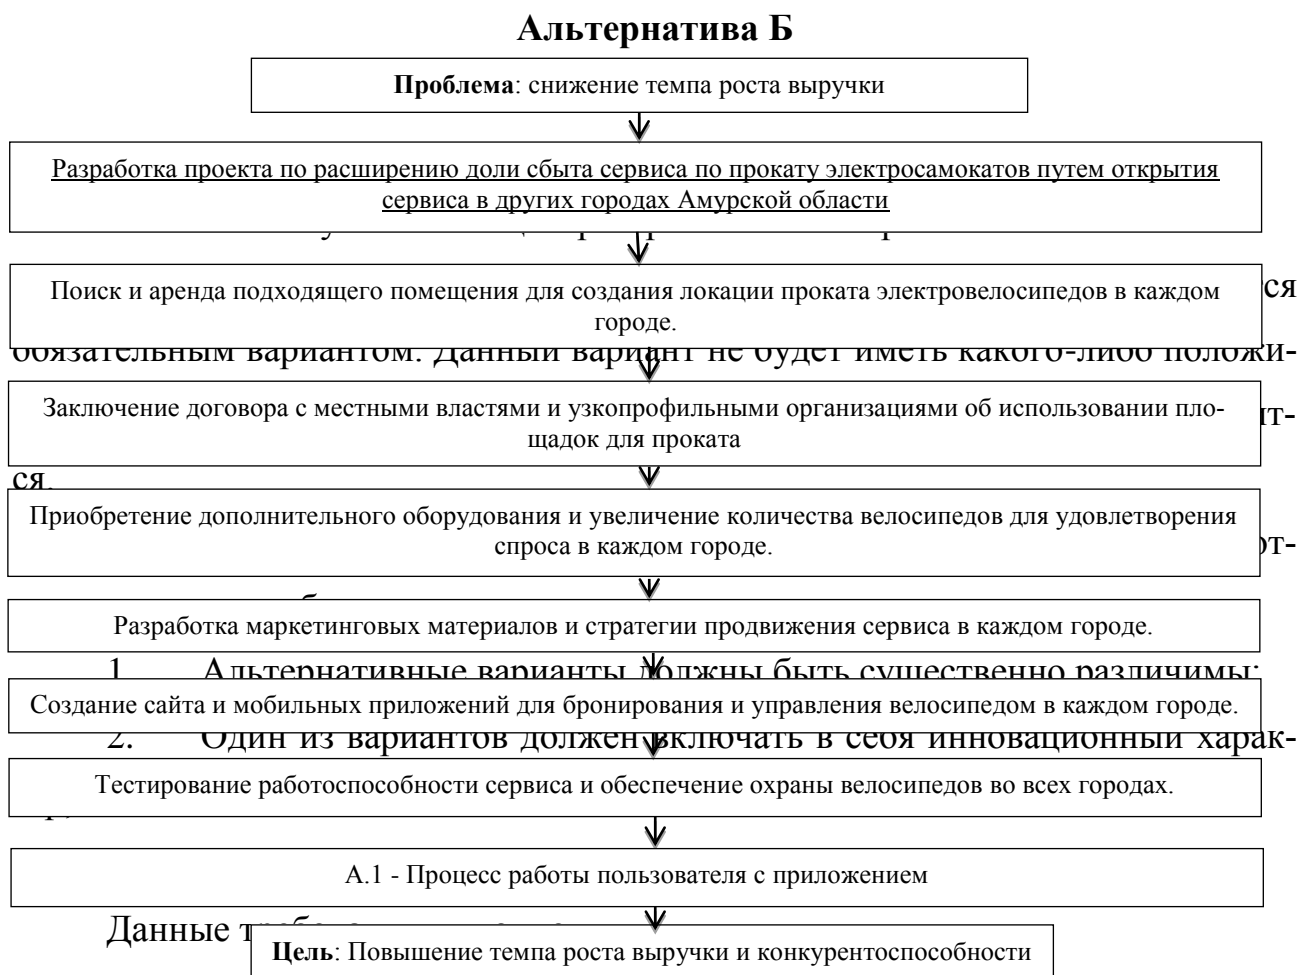 Альтернатива Б
Проблема: снижение темпа роста выручки
Разработка проекта по расширению доли сбыта сервиса по прокату электросамокатов путем открытия
сервиса в других городах Амурской области
Поиск и аренда подходящего помещения для создания локации проката электровелосипедов в каждом
ся
городе.
обязательным вариантом. Данный вариант не будет иметь какого-либо положи-
Заключение договора с местными властями и узкопрофильными организациями об использовании пло-
ит-
щадок для проката
ся.
Приобретение дополнительного оборудования и увеличение количества велосипедов для удовлетворения
спроса в каждом городе.
от-
Разработка маркетинговых материалов и стратегии продвижения сервиса в каждом городе.
1. Альтернативные варианты должны быть существенно различимы;
Создание сайта и мобильных приложений для бронирования и управления велосипедом в каждом городе.
2. Один из вариантов должен включать в себя инновационный харак-
Тестирование работоспособности сервиса и обеспечение охраны велосипедов во всех городах.
А.1 - Процесс работы пользователя с приложением
Данные
Цель: Повышение темпа роста выручки и конкурентоспособности